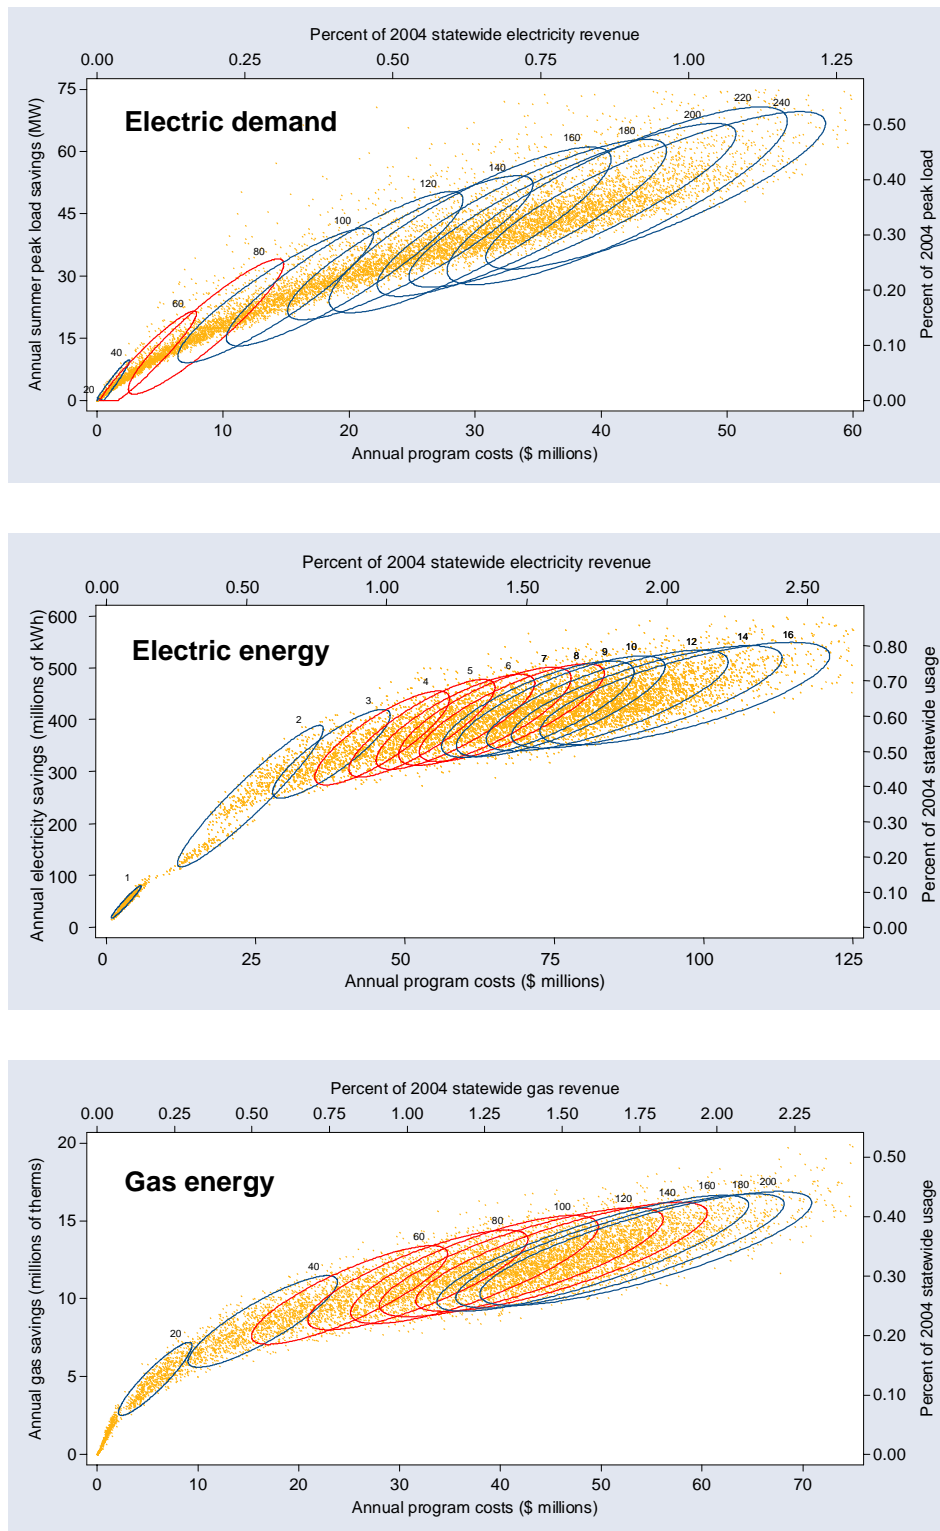 Percent of 2004 statewide electricity revenue
0.00 0.25 0.50 0.75 1.00 1.25
Electric demand
Annual summer peak load savings (MW)
75
60
45
30
15
0
20 40 60 80 100 120 140 160 180 200 220 240
0.50
0.40
0.30
0.20
0.10
0.00
Percent of 2004 peak load
0 10 20 30 40 50 60
Annual program costs ($ millions)
Percent of 2004 statewide electricity revenue
0.00 0.50 1.00 1.50 2.00 2.50
Electric energy
Annual electricity savings (millions of kWh)
600
500
400
300
200
100
0
1 2 3 4 5 6 7 8 9 10 12 14 16
0.80
0.70
0.60
0.50
0.40
0.30
0.20
0.10
0.00
Percent of 2004 statewide usage
0 25 50 75 100 125
Annual program costs ($ millions)
Percent of 2004 statewide gas revenue
0.00 0.25 0.50 0.75 1.00 1.25 1.50 1.75 2.00 2.25
Gas energy
Annual gas savings (millions of therms)
20
15
10
5
0
20 40 60 80 100 120 140 160 180 200
0.50
0.40
0.30
0.20
0.10
0.00
Percent of 2004 statewide usage
0 10 20 30 40 50 60 70
Annual program costs ($ millions)